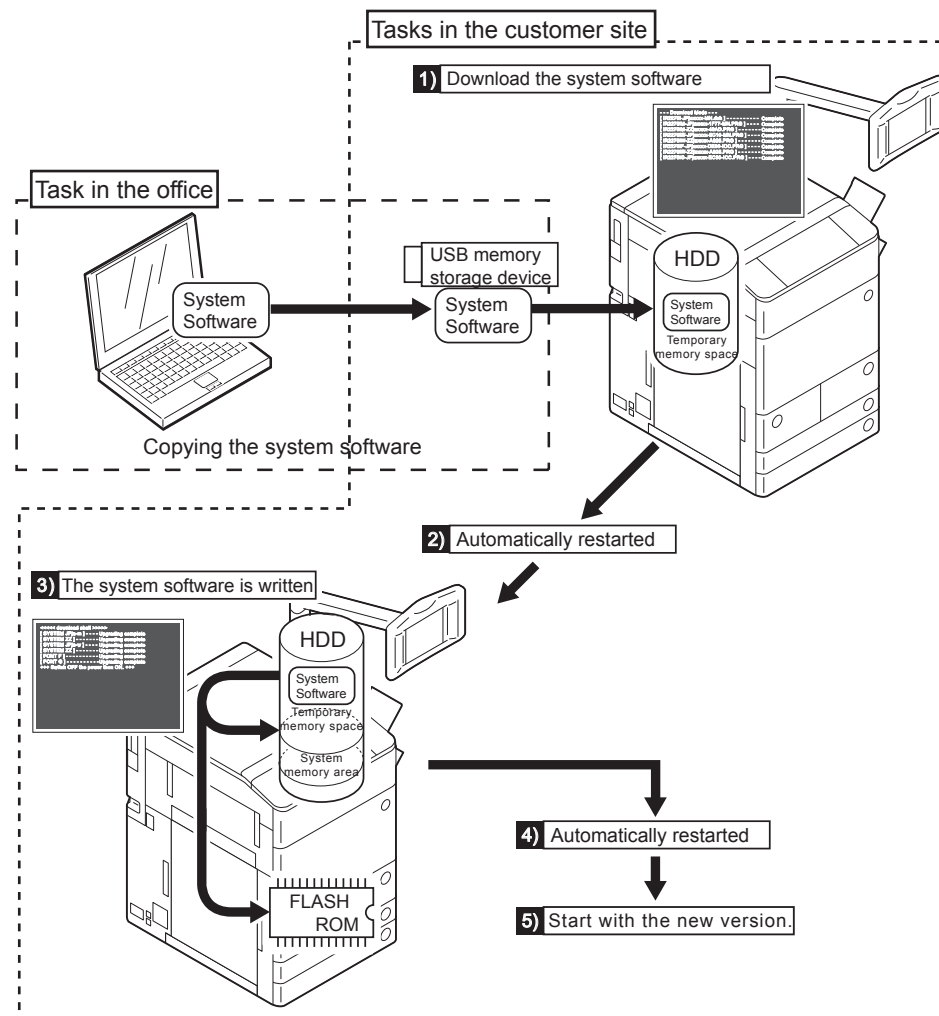 Tasks in the customer site
1) Download the system software
Task in the office
USB memory
storage device
System
Software
System
Software
HDD
System
Software
Temporary
memory space
Copying the system software
2) Automatically restarted
3) The system software is written
HDD
System
Software
Temporary
memory space
System
memory area
4) Automatically restarted
FLASH
ROM
5) Start with the new version.